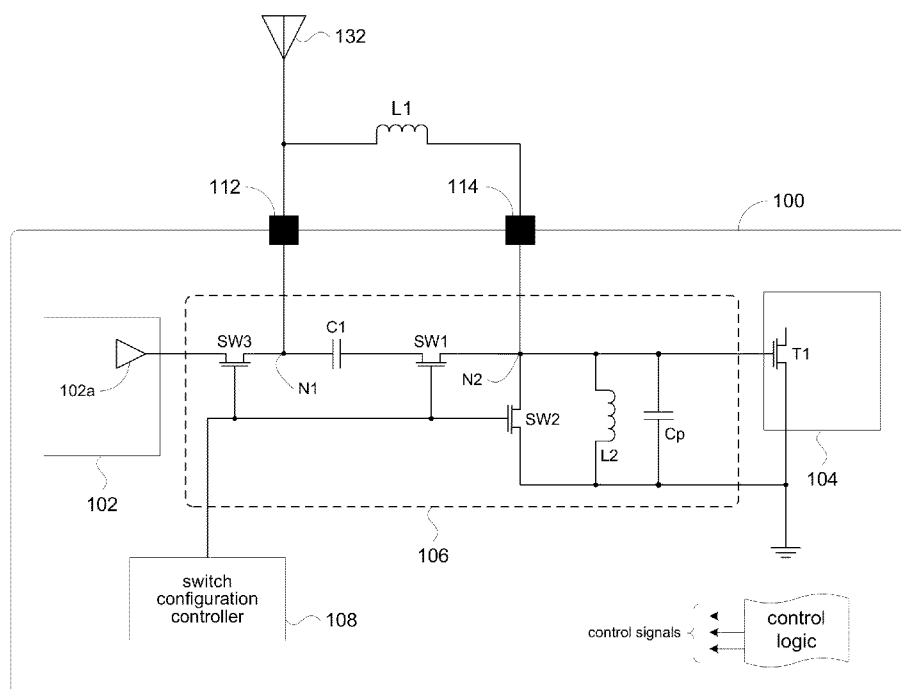 132
L1
112
114
100
C1
SW3
SW1
N1
N2
T1
102a
SW2
L2
Cp
102
104
106
switch
configuration
controller
108
control signals
control
logic